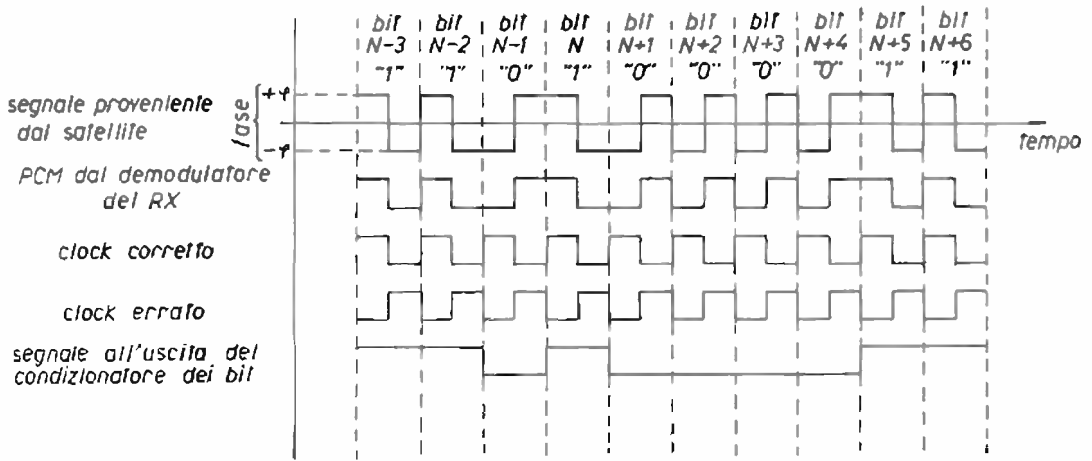 bit bit bit bit bit bit bit bit bit bit
N-3 N-2 N-1 N N+1 N+2 N+3 N+4 N+5 N+6
"1" "1" "0" "1" "0" "0" "0" "0" "1" "1"
segnale proveniente
dal satellite
fase
+φ
-φ
tempo
PCM dal demodulatore
del RX
clock corretto
clock errato
segnale all'uscita del
condizionatore dei bit